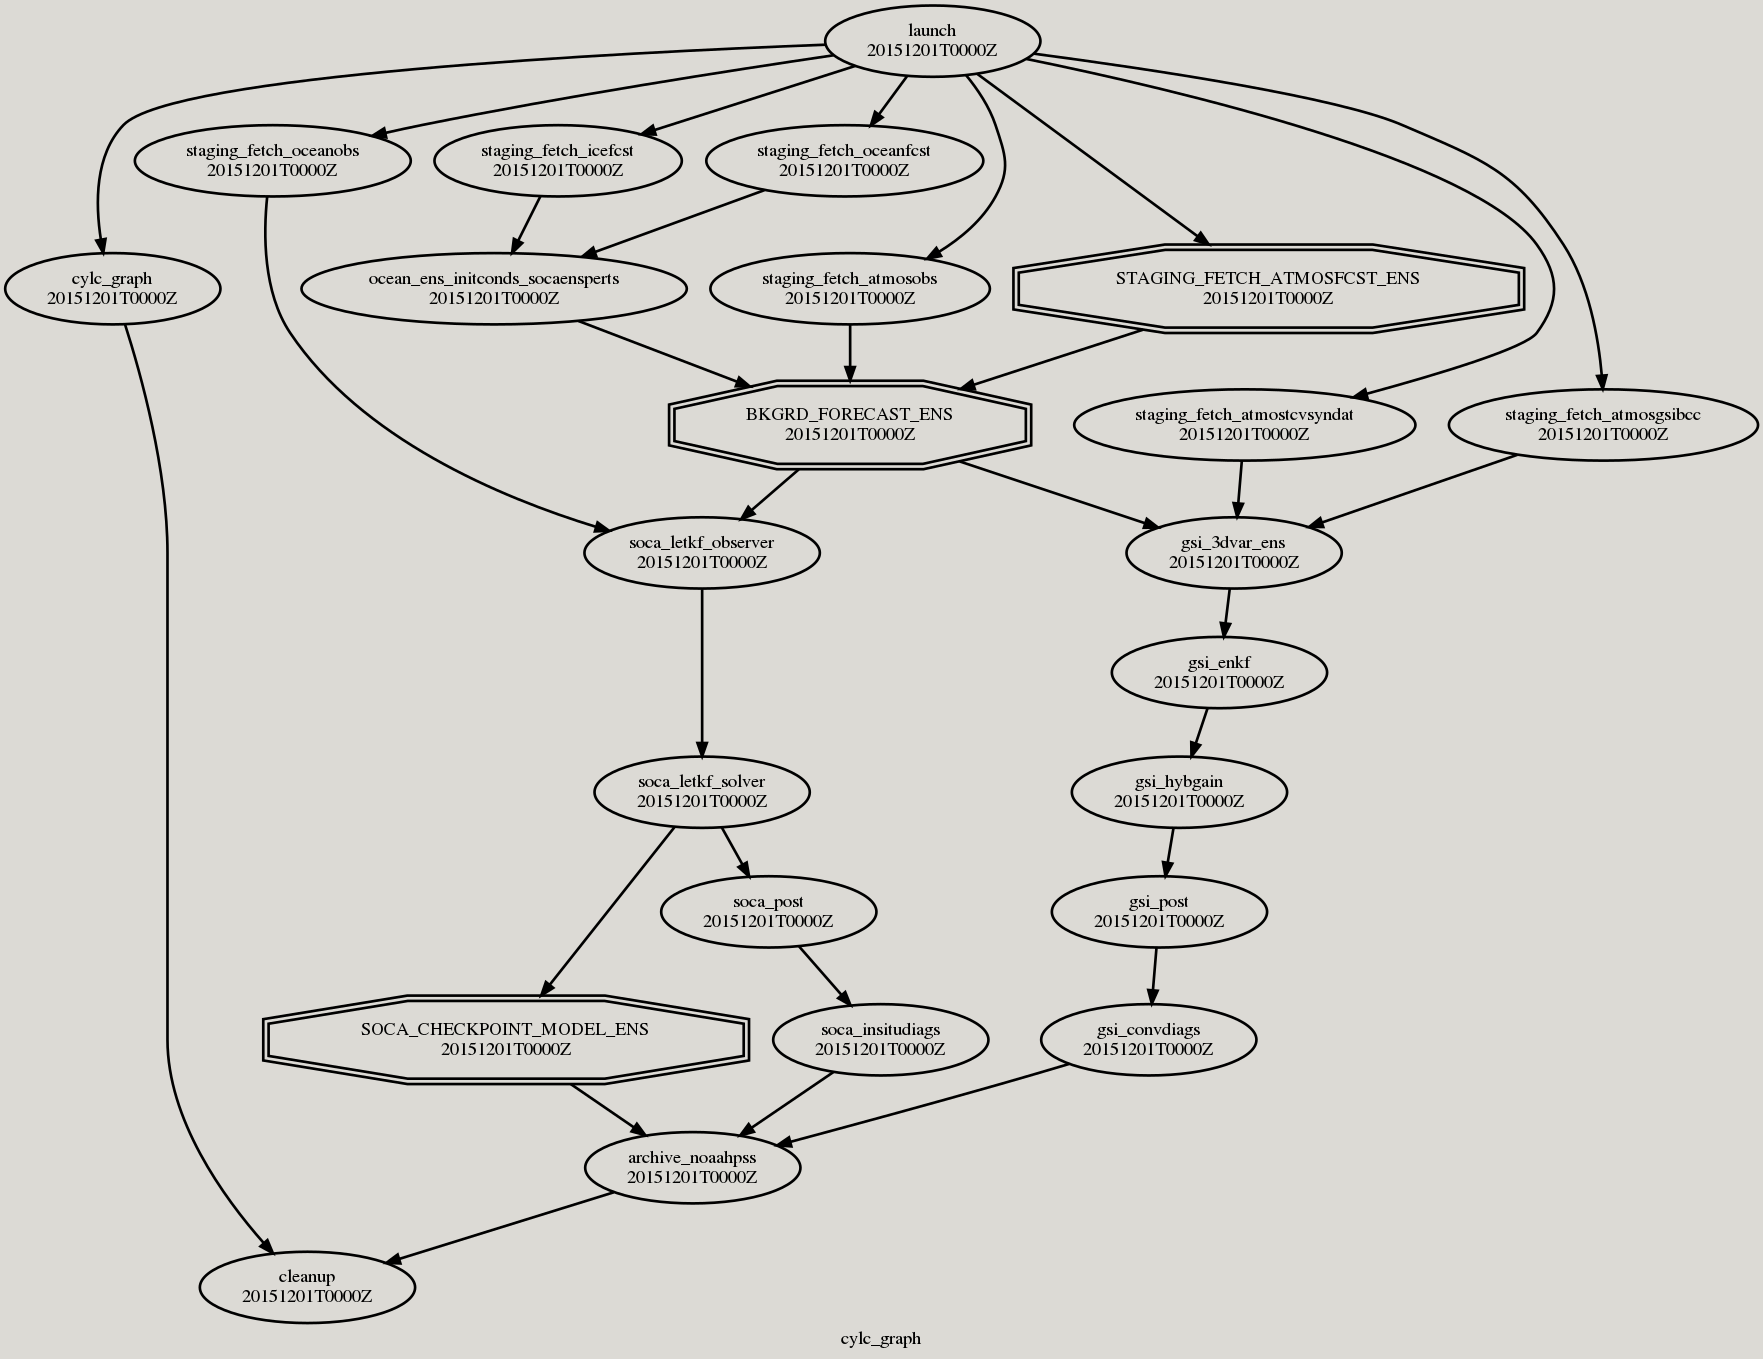 launch
20151201T0000Z
staging_fetch_oceanobs
20151201T0000Z
staging_fetch_icefcst
20151201T0000Z
staging_fetch_oceanfcst
20151201T0000Z
cylc_graph
20151201T0000Z
ocean_ens_initconds_socaensperts
20151201T0000Z
staging_fetch_atmosobs
20151201T0000Z
STAGING_FETCH_ATMOSFCST_ENS
20151201T0000Z
BKGRD_FORECAST_ENS
20151201T0000Z
staging_fetch_atmostcvsyndat
20151201T0000Z
staging_fetch_atmosgsibcc
20151201T0000Z
soca_letkf_observer
20151201T0000Z
gsi_3dvar_ens
20151201T0000Z
gsi_enkf
20151201T0000Z
soca_letkf_solver
20151201T0000Z
gsi_hybgain
20151201T0000Z
soca_post
20151201T0000Z
gsi_post
20151201T0000Z
SOCA_CHECKPOINT_MODEL_ENS
20151201T0000Z
soca_insitudiags
20151201T0000Z
gsi_convdiags
20151201T0000Z
archive_noaahpss
20151201T0000Z
cleanup
20151201T0000Z
cylc_graph